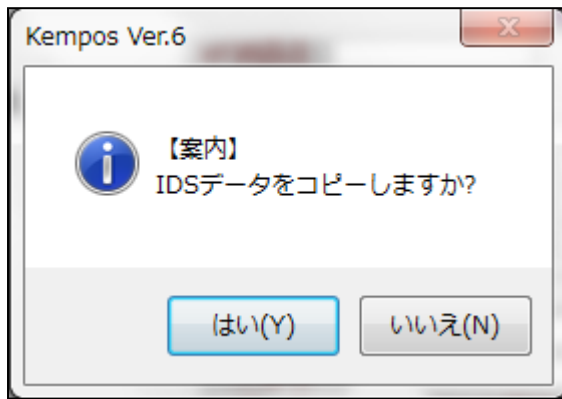 Kempos Ver.6
【案内】
IDSデータをコピーしますか?
はい(Y)
いいえ(N)